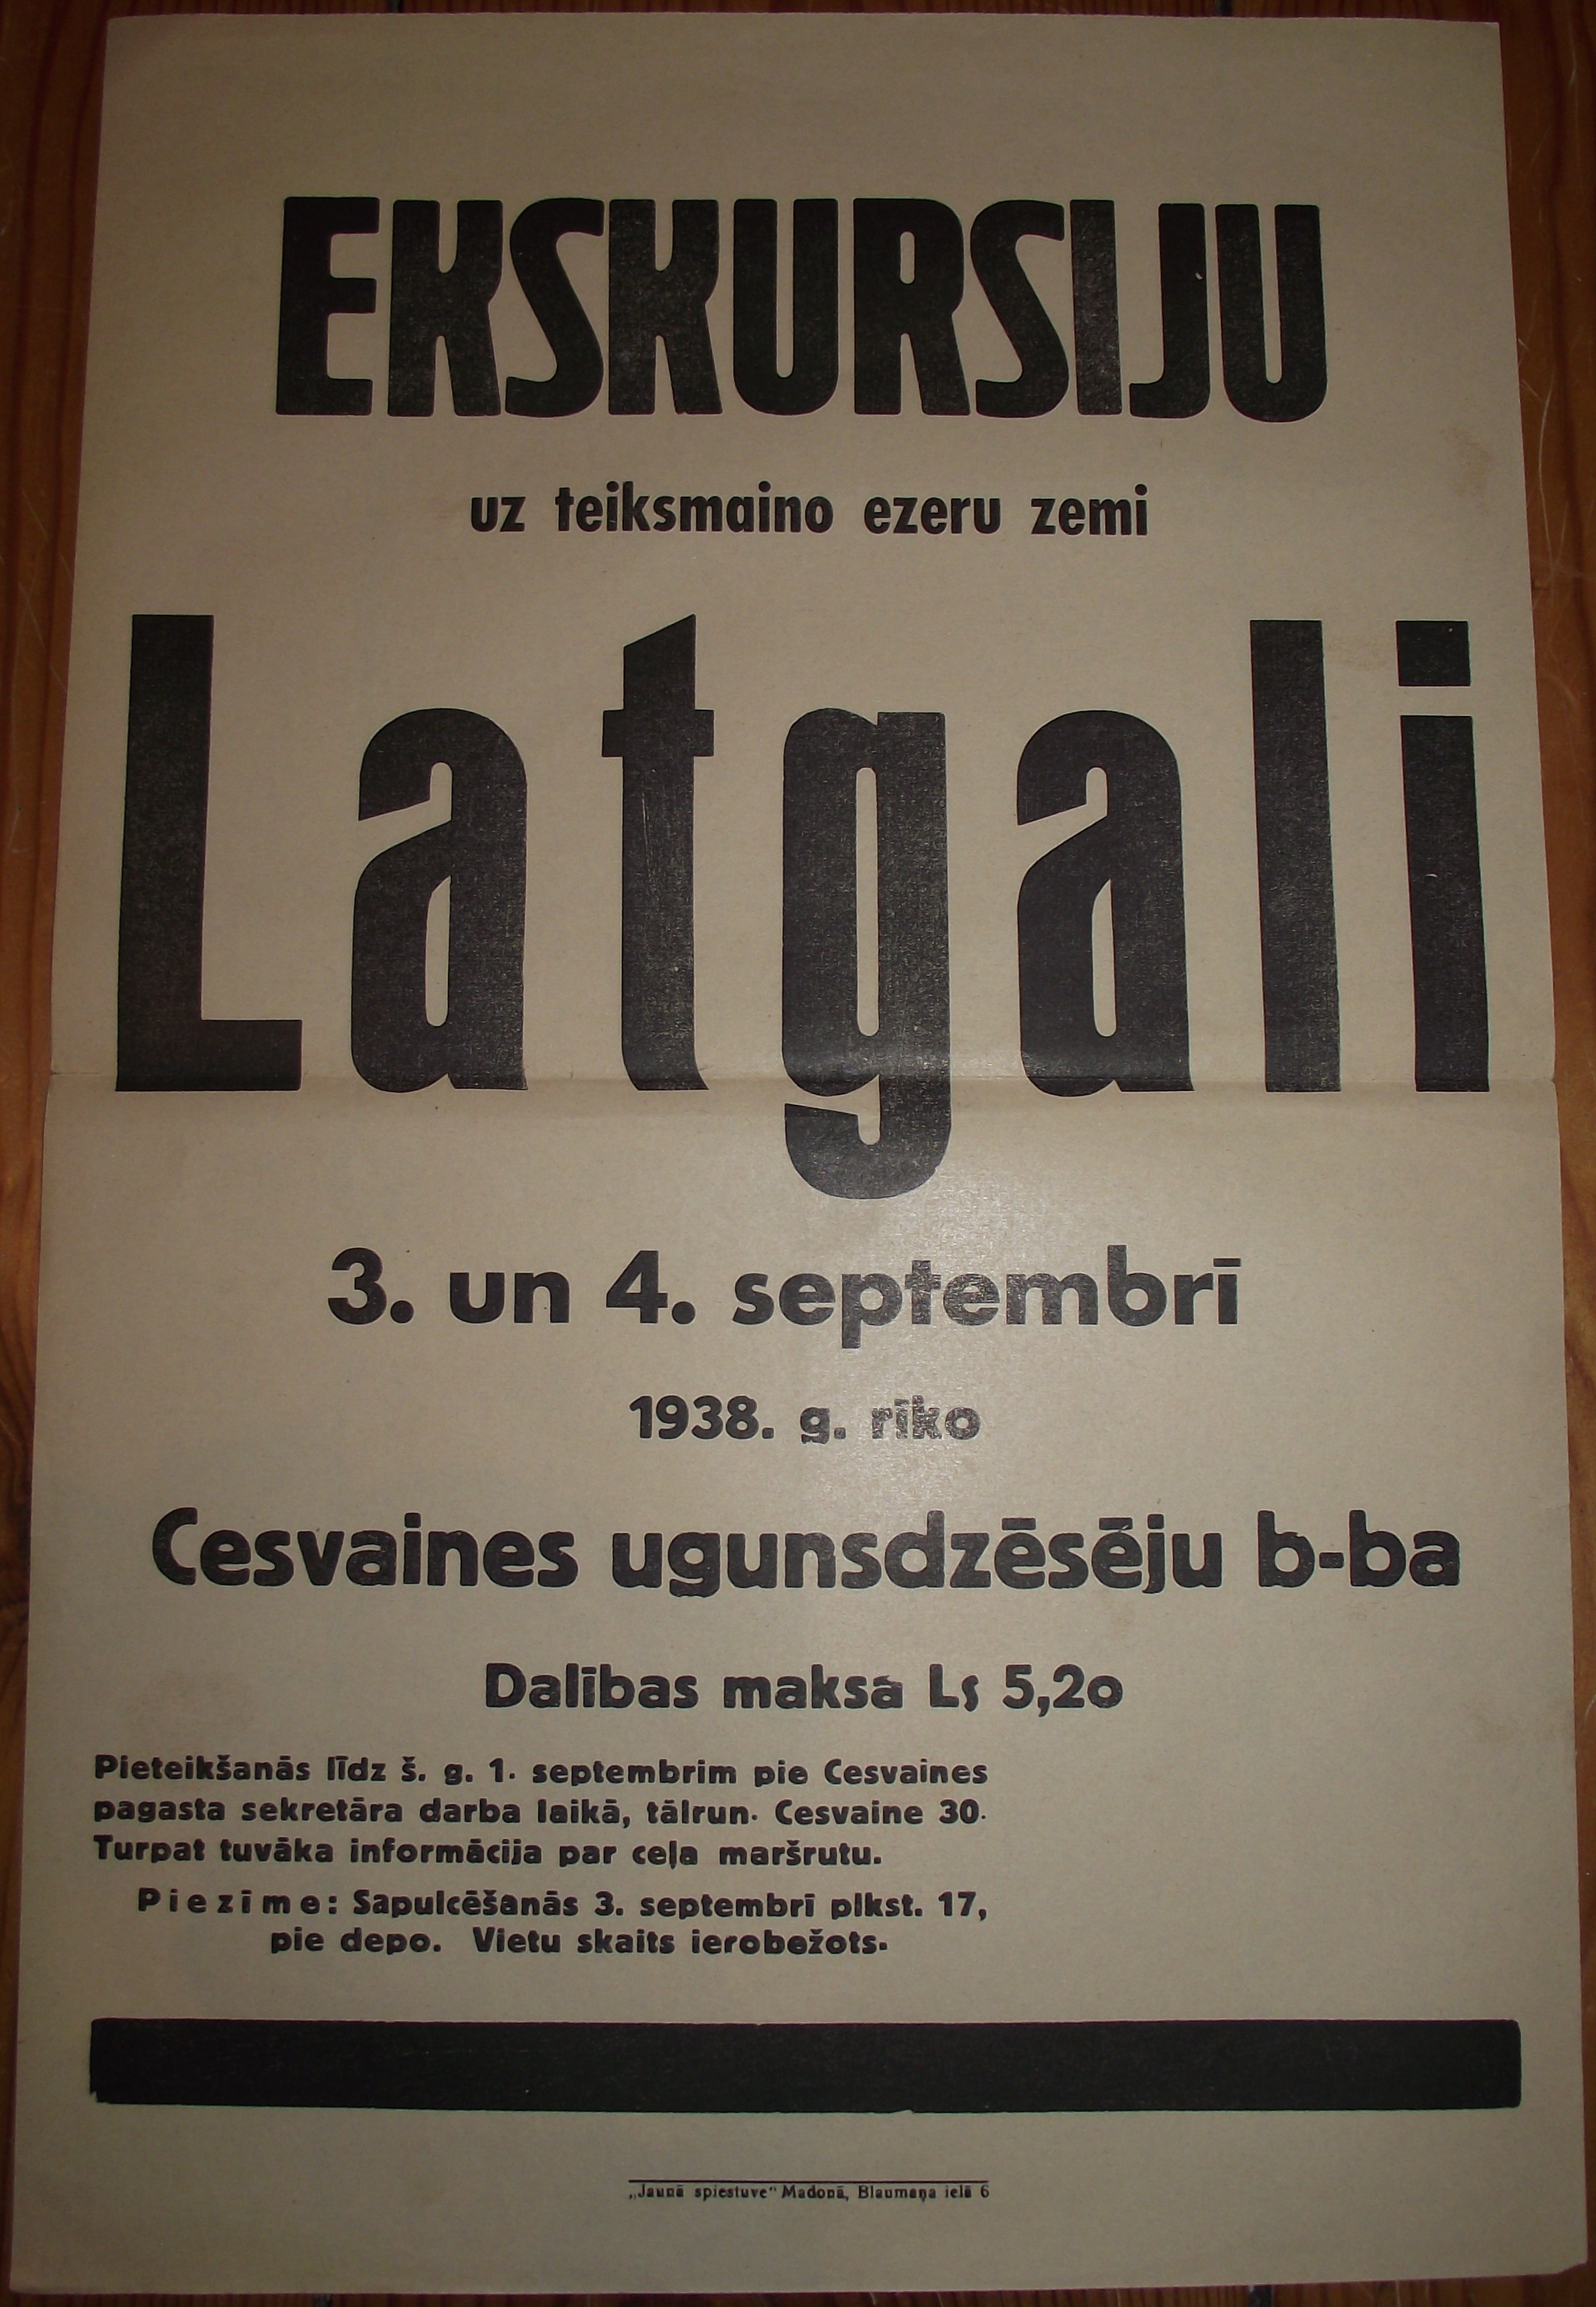 EKSKURSIJU
uz teiksmaino ezeru zemi
Latgali
3. un 4. septembrī
1938. g. rīko
Cesvaines ugunsdzēsēju b-ba
Dalības maksa Ls 5,2o
Pieteikšanās līdz š. g. 1. septembrim pie Cesvaines
pagasta sekretāra darba laikā, tālrun. Cesvaine 30.
Turpat tuvāka informācija par ceļa maršrutu.
Piezīme: Sapulcēšanās 3. septembrī plkst. 17,
pie depo. Vietu skaits ierobežots.
„Jaunā spiestuve“ Madonā, Blaumaņa ielā 6